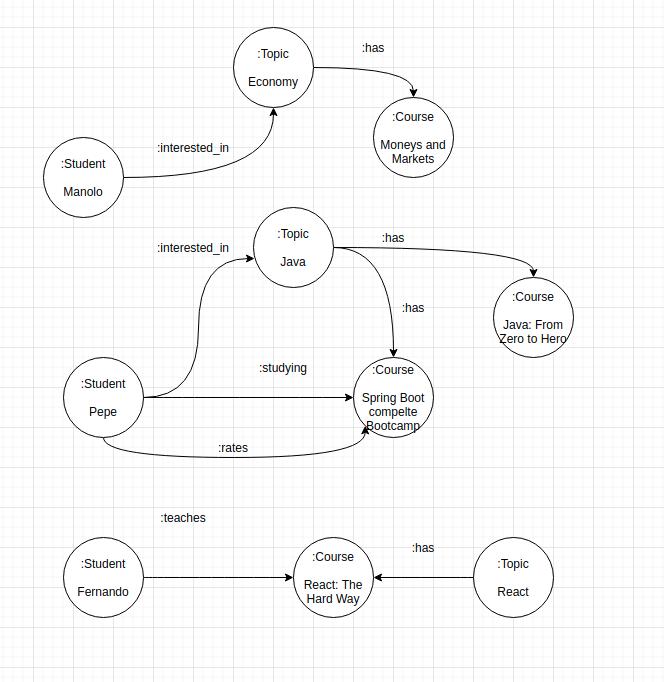 :Topic
Economy
:has
:Course
Moneys and
Markets
:interested_in
:Student
Manolo
:Topic
Java
:interested_in
:has
:Course
Java: From
Zero to Hero
:has
:Student
Pepe
:studying
:Course
Spring Boot
compelte
Bootcamp
:rates
:teaches
:Student
Fernando
:Course
React: The
Hard Way
:has
:Topic
React